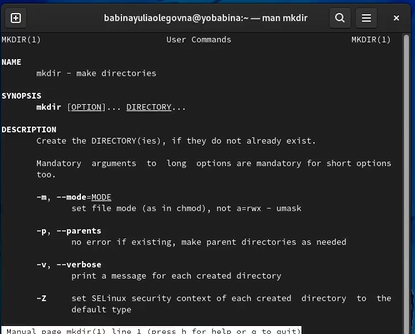 babinayuliaolegovna@yobabina:~ — man mkdir
MKDIR(1) User Commands MKDIR(1)
NAME
mkdir - make directories
SYNOPSIS
mkdir [OPTION]... DIRECTORY...
DESCRIPTION
Create the DIRECTORY(ies), if they do not already exist.
Mandatory arguments to long options are mandatory for short options
too.
-m, --mode=MODE
set file mode (as in chmod), not a=rwx - umask
-p, --parents
no error if existing, make parent directories as needed
-v, --verbose
print a message for each created directory
-Z set SELinux security context of each created directory to the
default type
Manual page mkdir(1) line 1 (press h for help or q to quit)